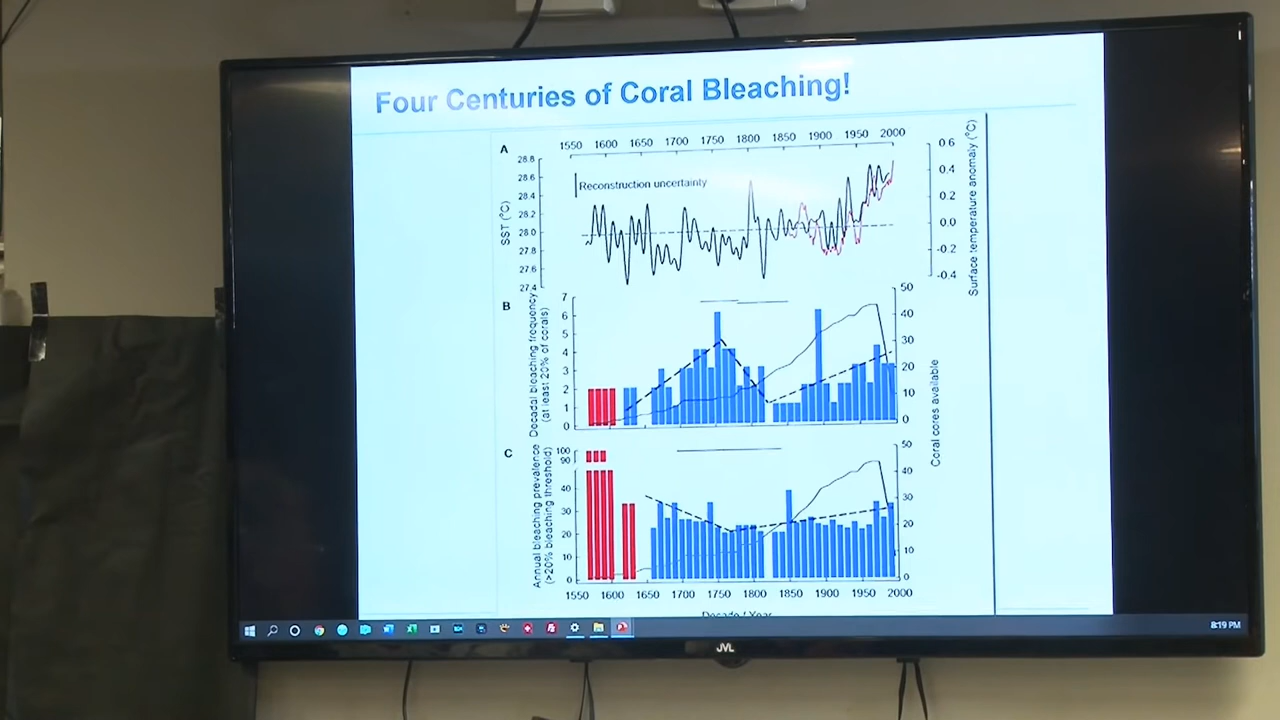 Four Centuries of Coral Bleaching!
A
1550 1600 1650 1700 1750 1800 1850 1900 1950 2000
28.8
28.6
28.4
28.2
28.0
27.8
27.6
27.4
SST (°C)
Reconstruction uncertainty
0.6
0.4
0.2
0.0
-0.2
-0.4
Surface temperature anomaly (°C)
B
Decadal bleaching frequency
(at least 20% of corals)
7
6
5
4
3
2
1
0
50
40
30
20
10
0
Coral cores available
C
Annual bleaching prevalence
(>20% bleaching threshold)
100
90
40
30
20
10
0
50
40
30
20
10
0
1550 1600 1650 1700 1750 1800 1850 1900 1950 2000
Decade / Year
8:19 PM
JVL